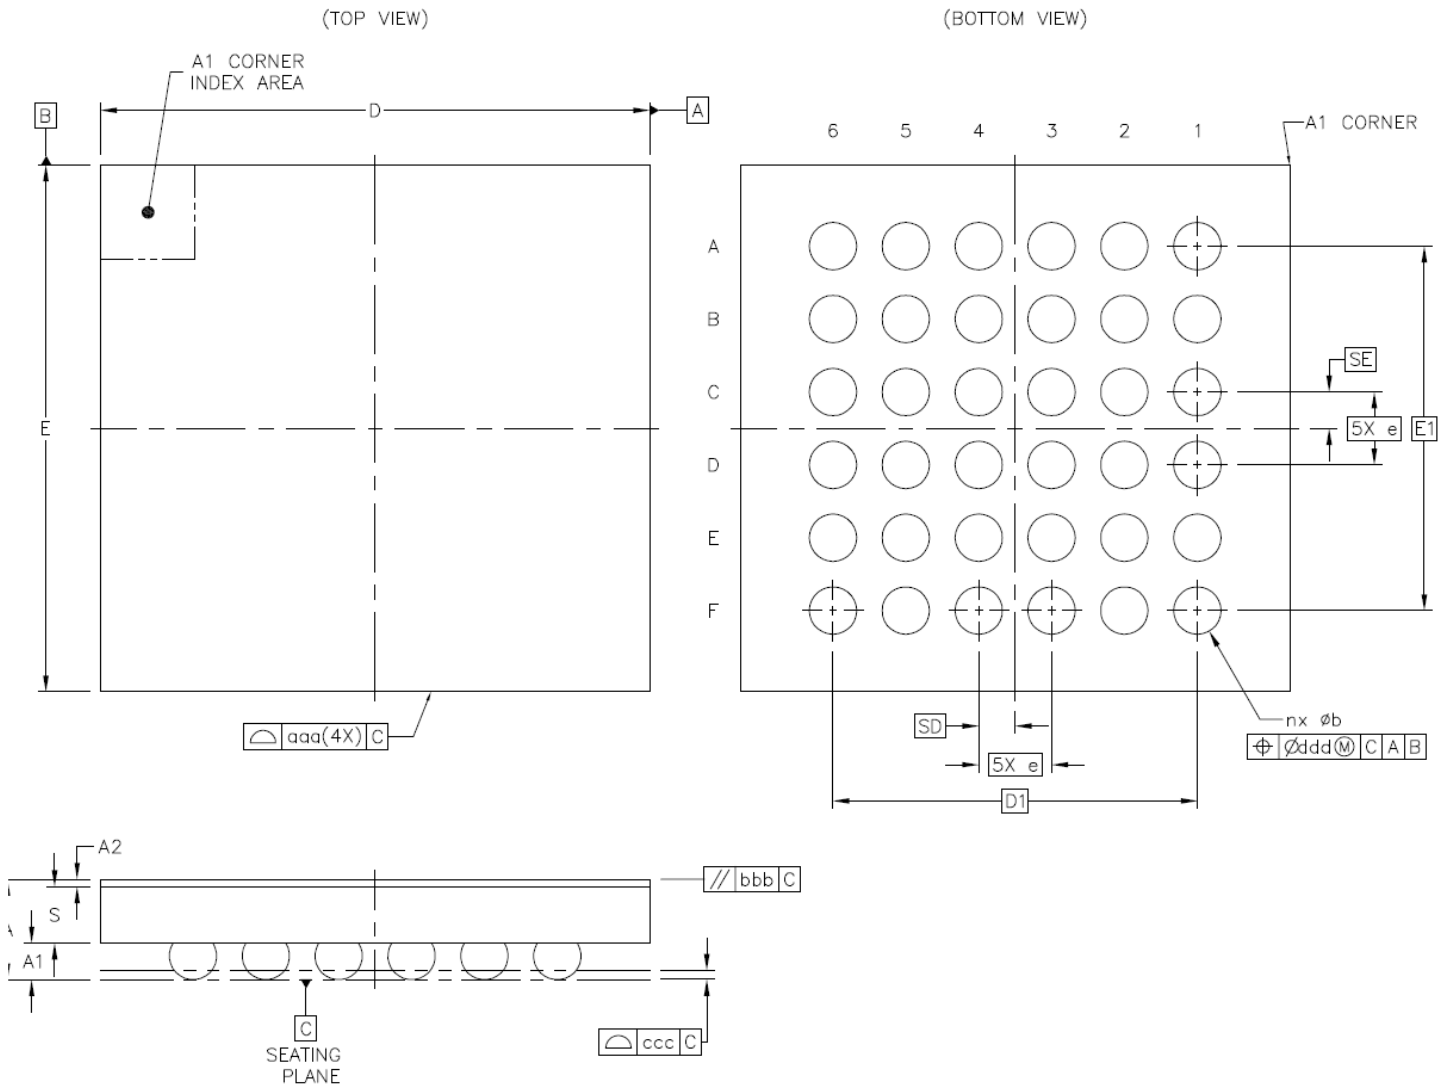 (TOP VIEW)
(BOTTOM VIEW)
A1 CORNER
INDEX AREA
B
D
A
6 5 4 3 2 1
A1 CORNER
A
B
SE
C
E
5X e
E1
D
E
F
SD
nx øb
aaa(4X) C
Øddd Ⓜ C A B
5X e
D1
A2
// bbb C
S
A
A1
C
ccc C
SEATING
PLANE